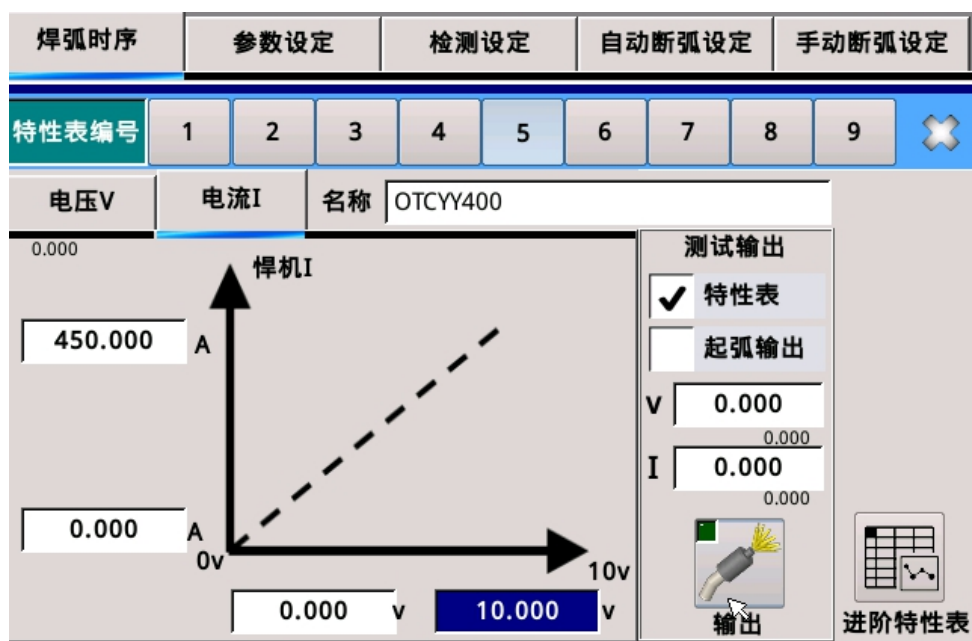 焊弧时序 参数设定 检测设定 自动断弧设定 手动断弧设定
特性表编号 1 2 3 4 5 6 7 8 9
电压V 电流I 名称 OTCYY400
0.000
测试输出
悍机I
特性表
450.000 A
起弧输出
V 0.000
0.000
I 0.000
0.000
0.000 A
0v
10v
0.000 v 10.000 v
输出
进阶特性表